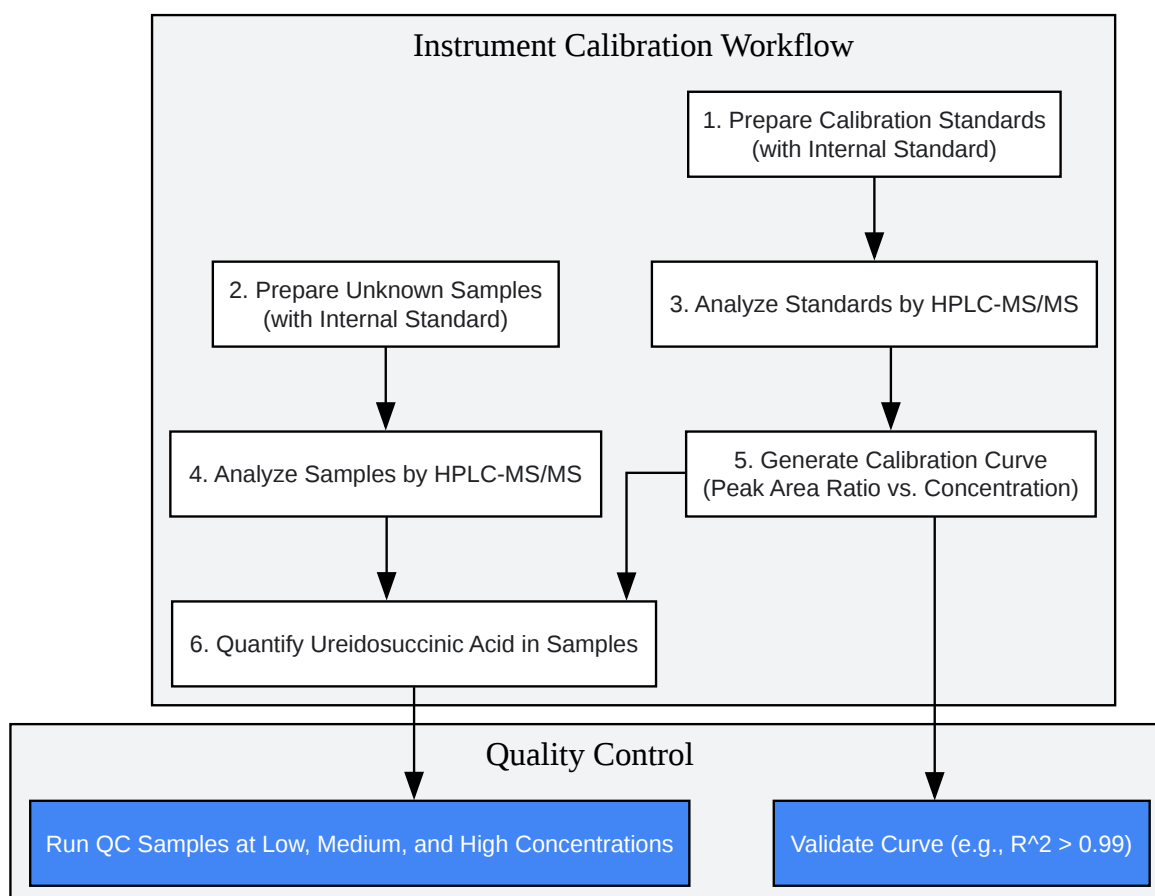 Instrument Calibration Workflow
1. Prepare Calibration Standards
(with Internal Standard)
2. Prepare Unknown Samples
(with Internal Standard)
3. Analyze Standards by HPLC-MS/MS
4. Analyze Samples by HPLC-MS/MS
5. Generate Calibration Curve
(Peak Area Ratio vs. Concentration)
6. Quantify Ureidosuccinic Acid in Samples
Quality Control
Run QC Samples at Low, Medium, and High Concentrations
Validate Curve (e.g., R^2 > 0.99)